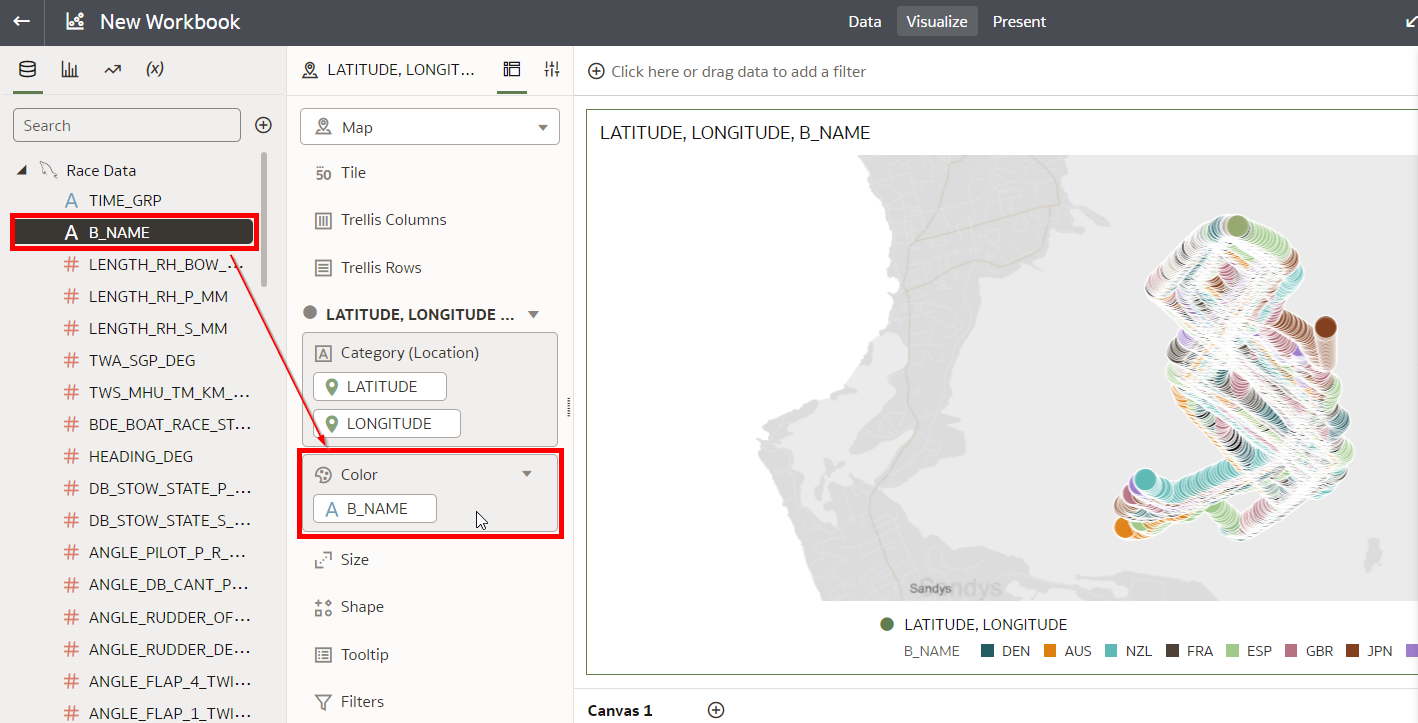 New Workbook
Data
Visualize
Present
(x)
LATITUDE, LONGIT...
Click here or drag data to add a filter
Search
Race Data
A TIME_GRP
A B_NAME
# LENGTH_RH_BOW_...
# LENGTH_RH_P_MM
# LENGTH_RH_S_MM
# TWA_SGP_DEG
# TWS_MHU_TM_KM_...
# BDE_BOAT_RACE_ST...
# HEADING_DEG
# DB_STOW_STATE_P_...
# DB_STOW_STATE_S_...
# ANGLE_PILOT_P_R_...
# ANGLE_DB_CANT_P...
# ANGLE_RUDDER_OF...
# ANGLE_RUDDER_DE...
# ANGLE_FLAP_4_TWI...
# ANGLE_FLAP_1_TWI...
Map
50 Tile
Trellis Columns
Trellis Rows
LATITUDE, LONGITUDE ...
A Category (Location)
LATITUDE
LONGITUDE
Color
A B_NAME
Size
Shape
Tooltip
Filters
LATITUDE, LONGITUDE, B_NAME
Sandys
Sandys
LATITUDE, LONGITUDE
B_NAME DEN AUS NZL FRA ESP GBR JPN
Canvas 1